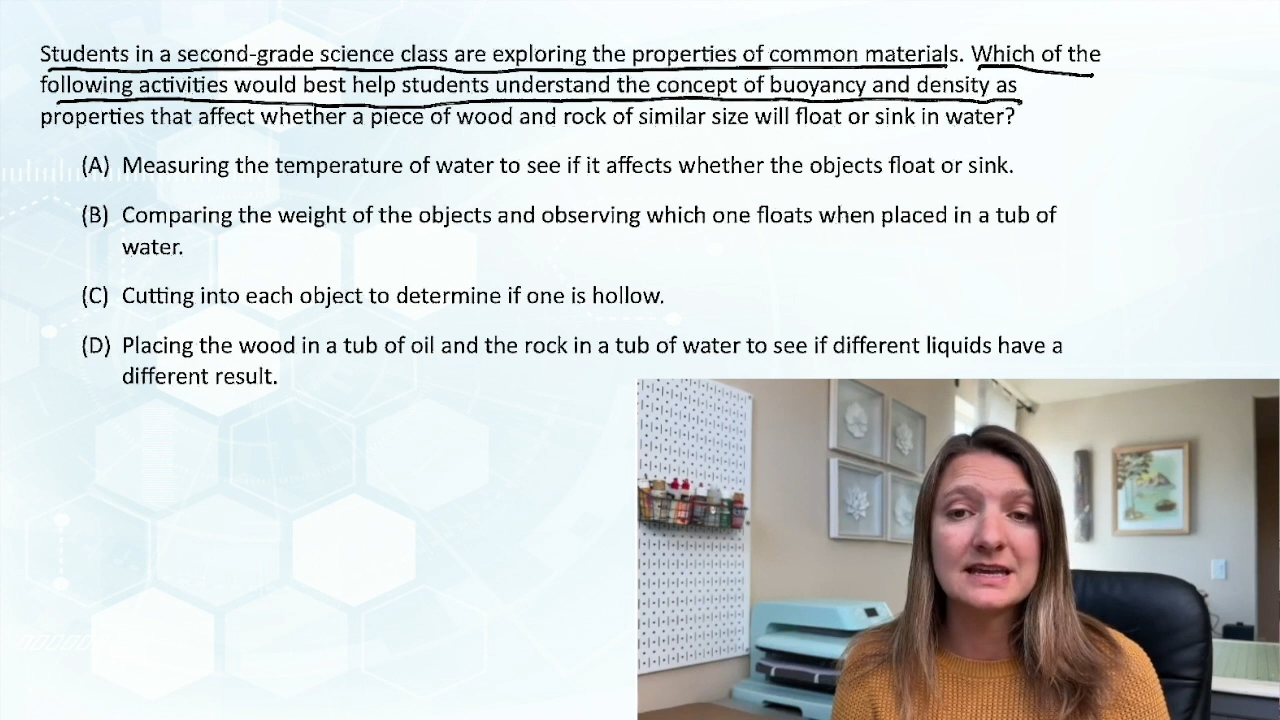 Students in a second-grade science class are exploring the properties of common materials. Which of the
following activities would best help students understand the concept of buoyancy and density as
properties that affect whether a piece of wood and rock of similar size will float or sink in water?
(A) Measuring the temperature of water to see if it affects whether the objects float or sink.
(B) Comparing the weight of the objects and observing which one floats when placed in a tub of
water.
(C) Cutting into each object to determine if one is hollow.
(D) Placing the wood in a tub of oil and the rock in a tub of water to see if different liquids have a
different result.